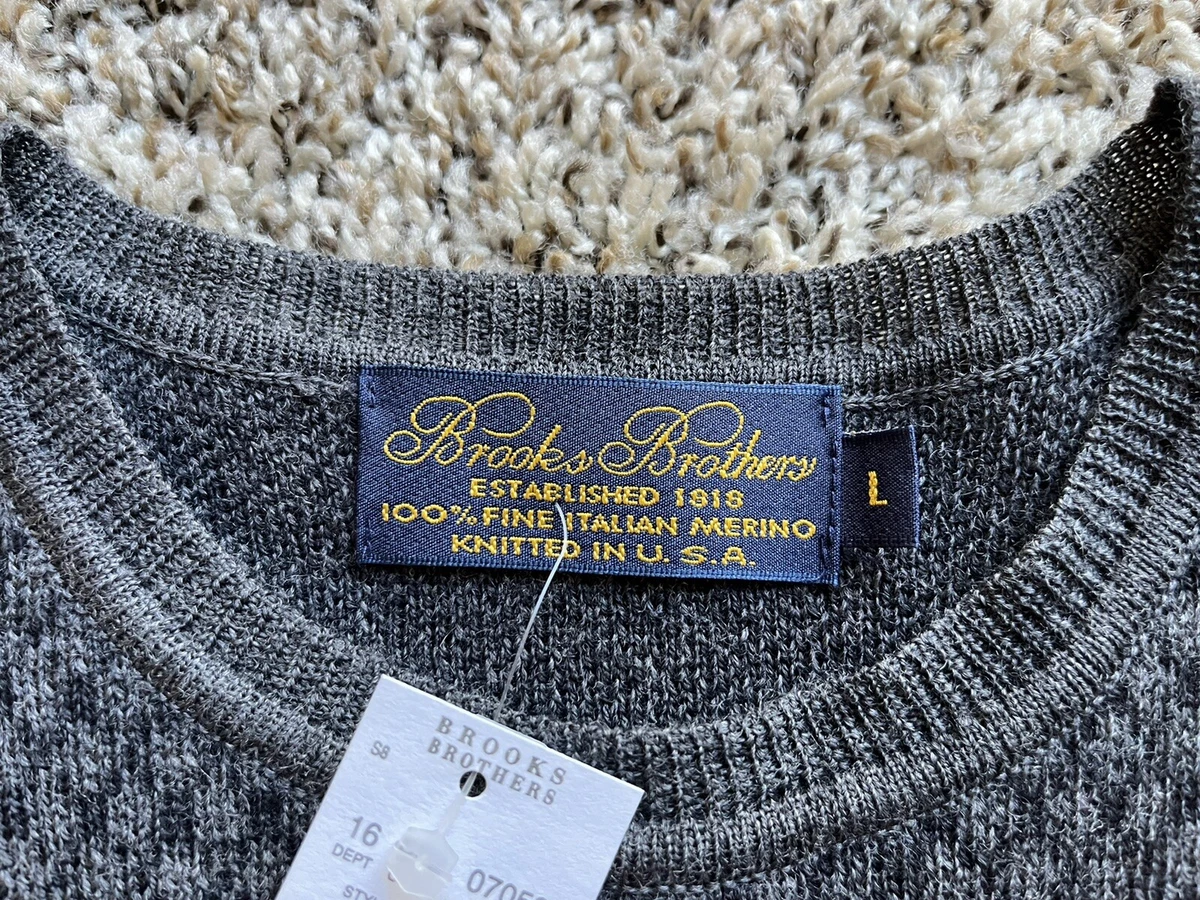 Brooks Brothers
ESTABLISHED 1818
100% FINE ITALIAN MERINO
KNITTED IN U.S.A.
L
BROOKS
BROTHERS
S8
16
DEPT